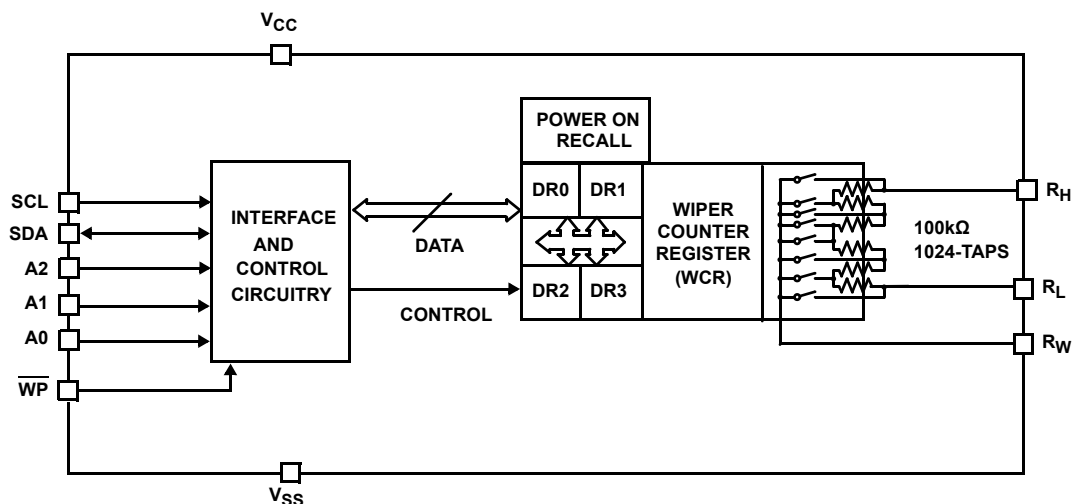 VCC
POWER ON
RECALL
DR0
DR1
SCL
SDA
A2
A1
A0
WP
INTERFACE
AND
CONTROL
CIRCUITRY
DATA
CONTROL
DR2
DR3
WIPER
COUNTER
REGISTER
(WCR)
100kΩ
1024-TAPS
RH
RL
RW
VSS